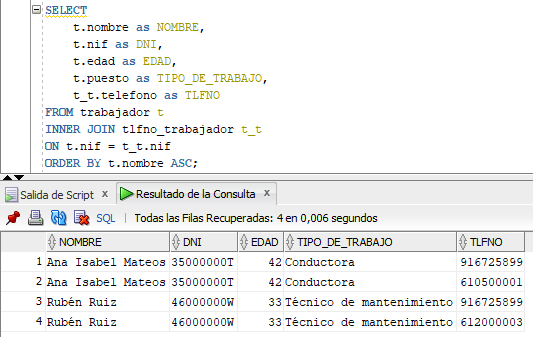 SELECT
t.nombre as NOMBRE,
t.nif as DNI,
t.edad as EDAD,
t.puesto as TIPO_DE_TRABAJO,
t_t.telefono as TLFNO
FROM trabajador t
INNER JOIN tlfno_trabajador t_t
ON t.nif = t_t.nif
ORDER BY t.nombre ASC;
Salida de Script x Resultado de la Consulta x
SQL | Todas las Filas Recuperadas: 4 en 0,006 segundos
NOMBRE DNI EDAD TIPO_DE_TRABAJO TLFNO
1 Ana Isabel Mateos 35000000T 42 Conductora 916725899
2 Ana Isabel Mateos 35000000T 42 Conductora 610500001
3 Rubén Ruiz 46000000W 33 Técnico de mantenimiento 916725899
4 Rubén Ruiz 46000000W 33 Técnico de mantenimiento 612000003